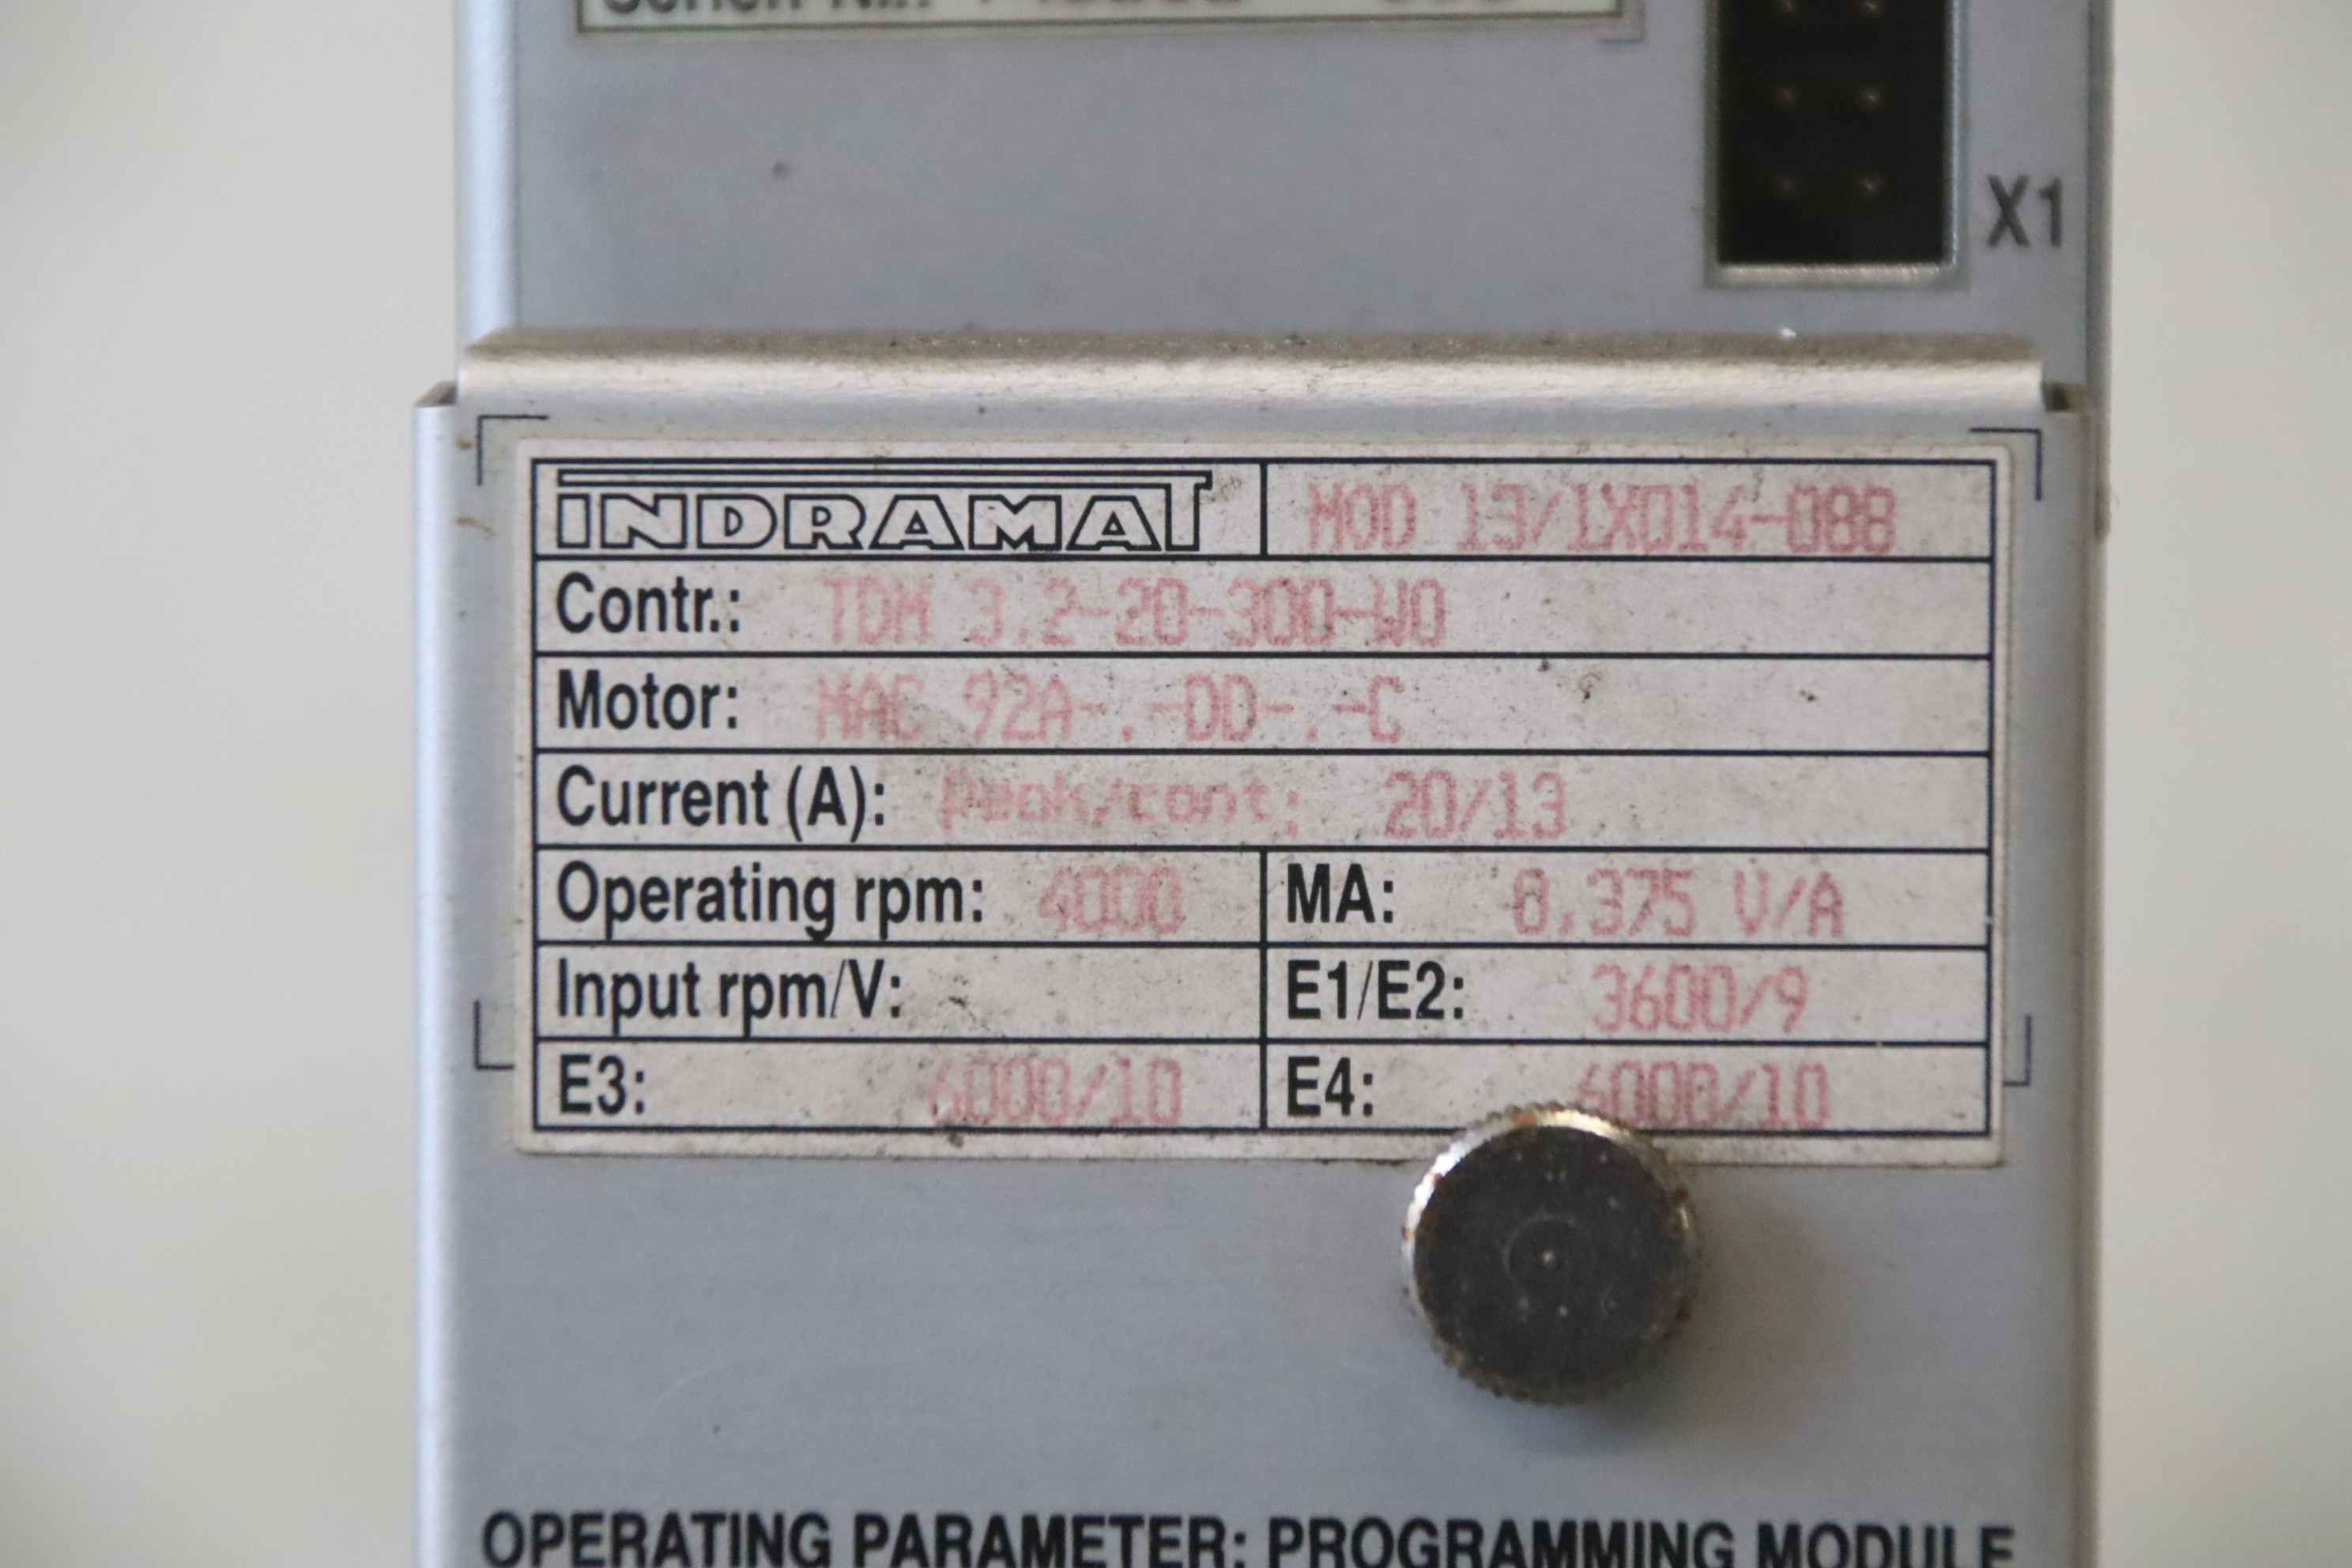 X1
INDRAMAT MOD 13/1X014-088
Contr.: TDM 3.2-20-300-W0
Motor: MAC 92A-.-DD-.-C
Current (A): peak/cont: 20/13
Operating rpm: 4000 MA: 0,375 V/A
Input rpm/V: E1/E2: 3600/9
E3: 6000/10 E4: 6000/10
OPERATING PARAMETER: PROGRAMMING MODULE